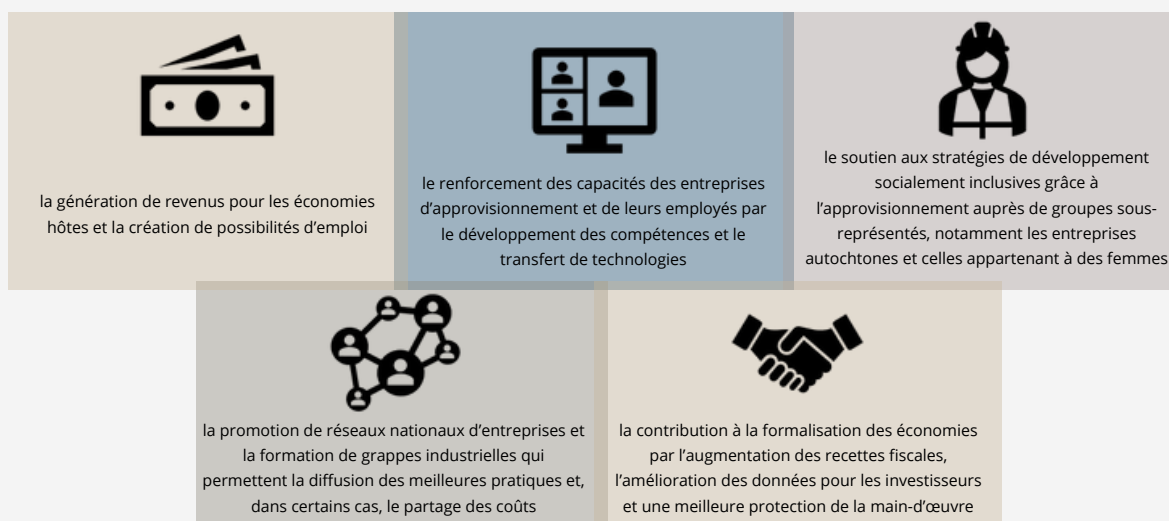 la génération de revenus pour les économies
hôtes et la création de possibilités d’emploi
le renforcement des capacités des entreprises
d’approvisionnement et de leurs employés par
le développement des compétences et le
transfert de technologies
le soutien aux stratégies de développement
socialement inclusives grâce à
l’approvisionnement auprès de groupes sous-
représentés, notamment les entreprises
autochtones et celles appartenant à des femmes
la promotion de réseaux nationaux d’entreprises et
la formation de grappes industrielles qui
permettent la diffusion des meilleures pratiques et,
dans certains cas, le partage des coûts
la contribution à la formalisation des économies
par l’augmentation des recettes fiscales,
l’amélioration des données pour les investisseurs
et une meilleure protection de la main-d’œuvre